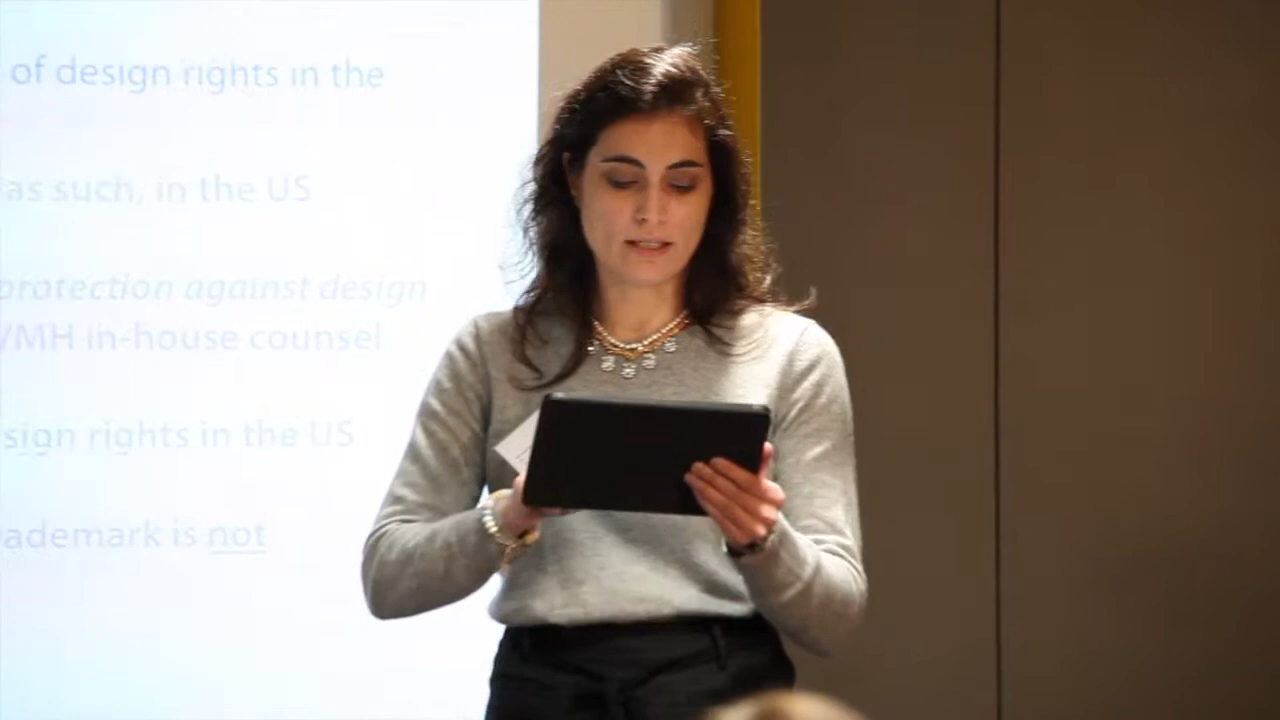 of design rights in the
as such, in the US
protection against design
VMH in-house counsel
sign rights in the US
ademark is not